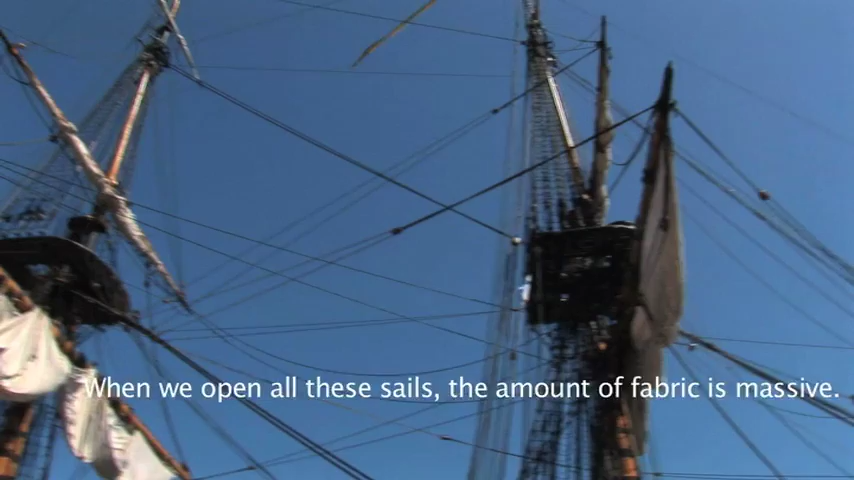 When we open all these sails, the amount of fabric is massive.